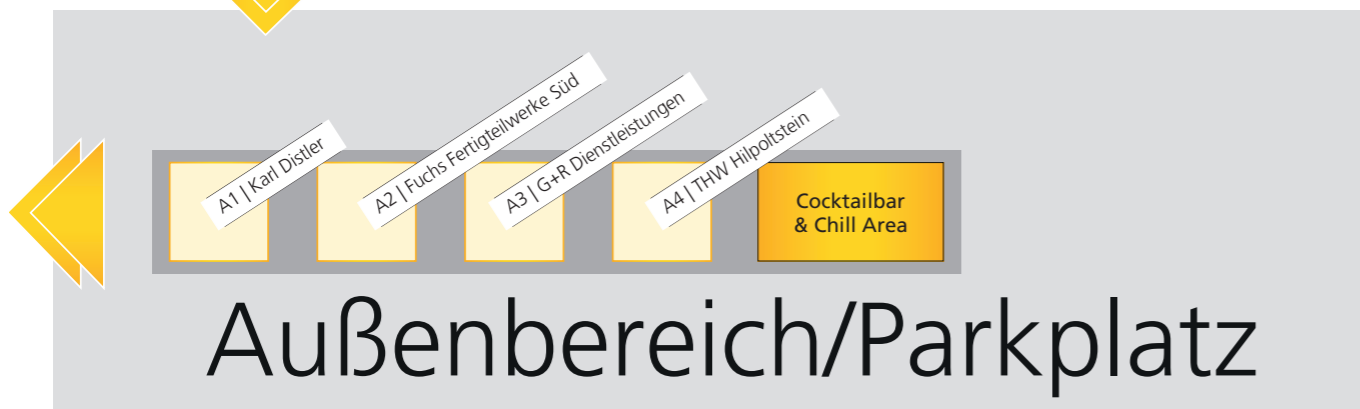 A1 | Karl Distler
A2 | Fuchs Fertigteilwerke Süd
A3 | G+R Dienstleistungen
A4 | THW Hilpoltstein
Cocktailbar
& Chill Area
Außenbereich/Parkplatz